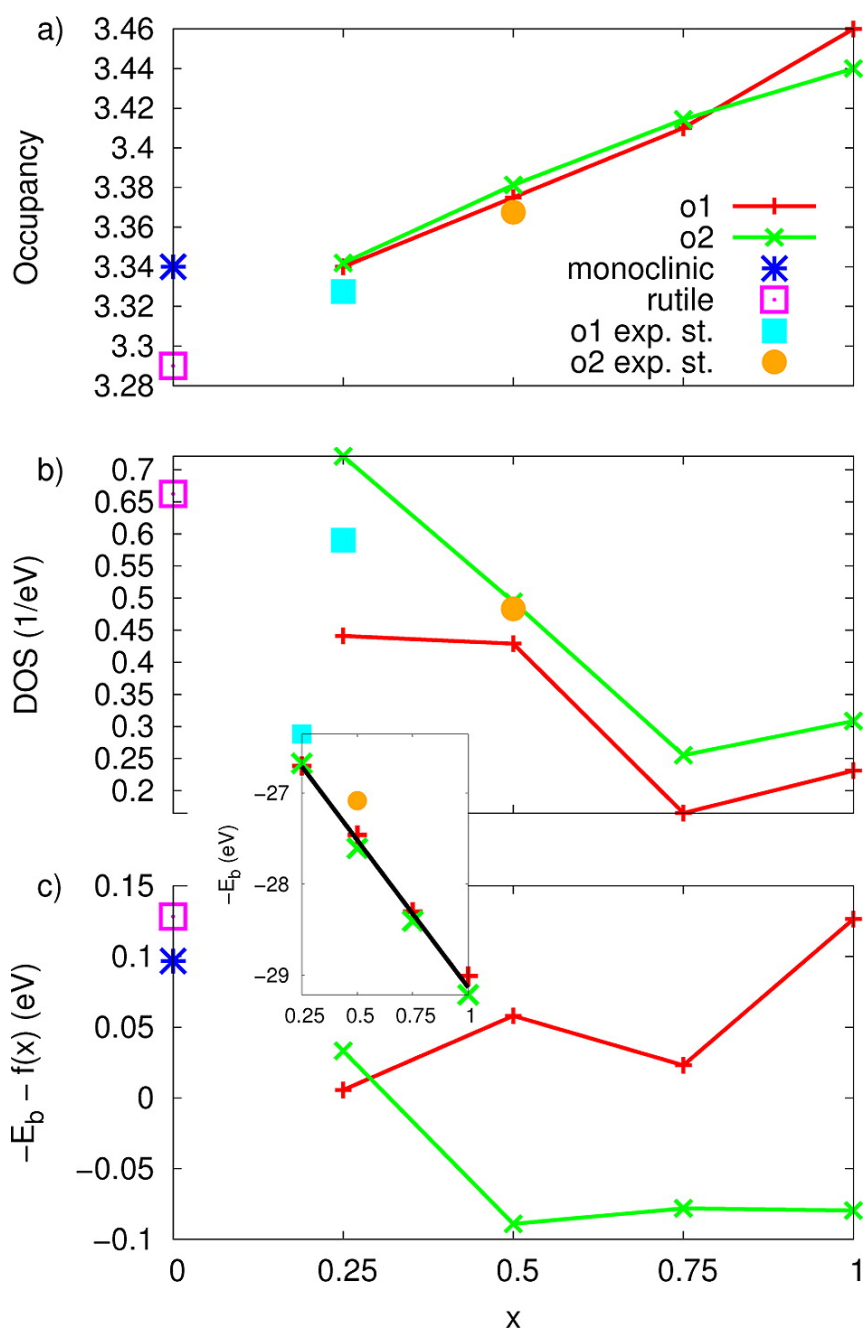 a)
3.46
3.44
3.42
3.4
3.38
3.36
3.34
3.32
3.3
3.28
Occupancy
o1
o2
monoclinic
rutile
o1 exp. st.
o2 exp. st.
b)
0.7
0.65
0.6
0.55
0.5
0.45
0.4
0.35
0.3
0.25
0.2
DOS (1/eV)
−27
−28
−29
−E_b (eV)
0.25 0.5 0.75 1
c)
0.15
0.1
0.05
0
−0.05
−0.1
−E_b − f(x) (eV)
0 0.25 0.5 0.75 1
x